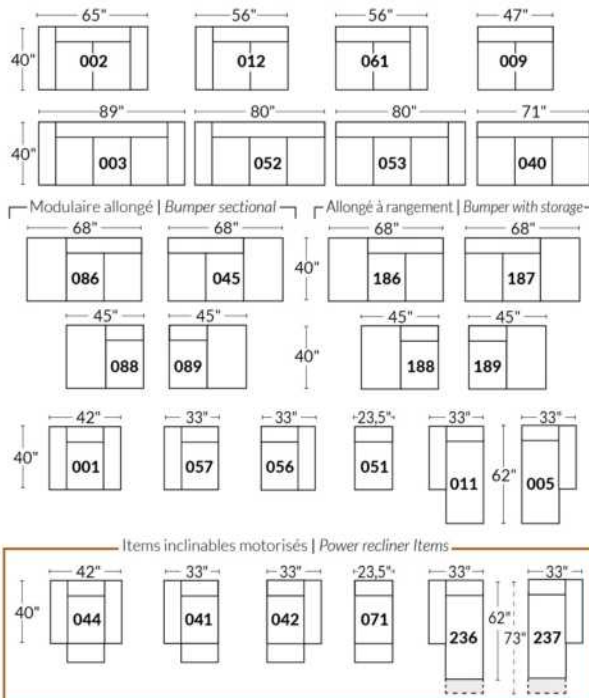 65" 56" 56" 47"
40" 002 012 061 009
89" 80" 80" 71"
40" 003 052 053 040
Modulaire allongé | Bumper sectional Allongé à rangement | Bumper with storage
68" 68" 68" 68"
086 045 40" 186 187
45" 45" 45" 45"
088 089 40" 188 189
42" 33" 33" 23,5" 33" 33"
40" 001 057 056 051 011 62" 005
Items inclinables motorisés | Power recliner Items
42" 33" 33" 23,5" 33" 33"
40" 044 041 042 071 236 62" 73" 237